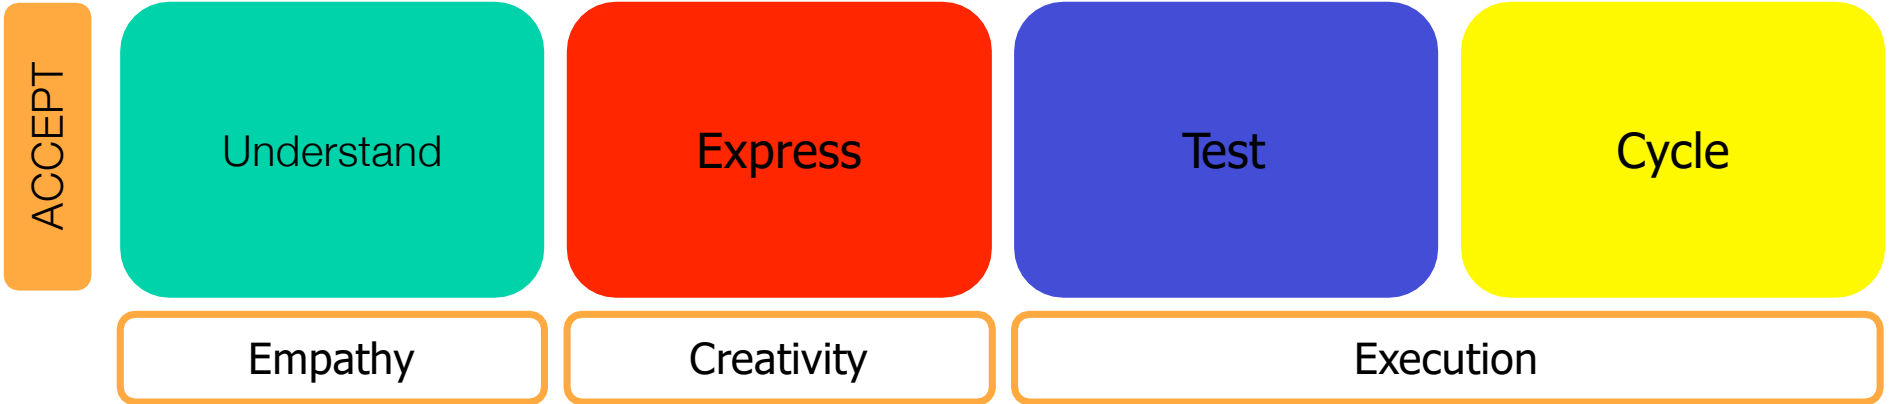 ACCEPT
Understand
Express
Test
Cycle
Empathy
Creativity
Execution